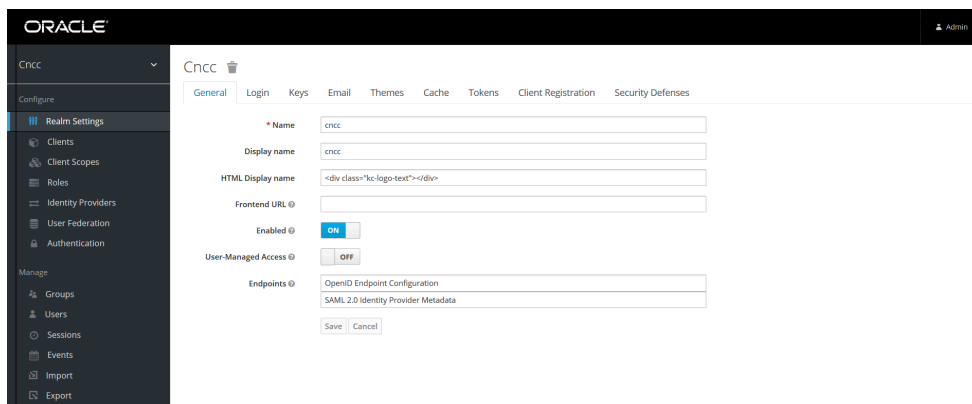 ORACLE
Admin
Cncc
Configure
Realm Settings
Clients
Client Scopes
Roles
Identity Providers
User Federation
Authentication
Manage
Groups
Users
Sessions
Events
Import
Export
Cncc
General Login Keys Email Themes Cache Tokens Client Registration Security Defenses
* Name cncc
Display name cncc
HTML Display name <div class="kc-logo-text"></div>
Frontend URL
Enabled ON
User-Managed Access OFF
Endpoints OpenID Endpoint Configuration
SAML 2.0 Identity Provider Metadata
Save Cancel